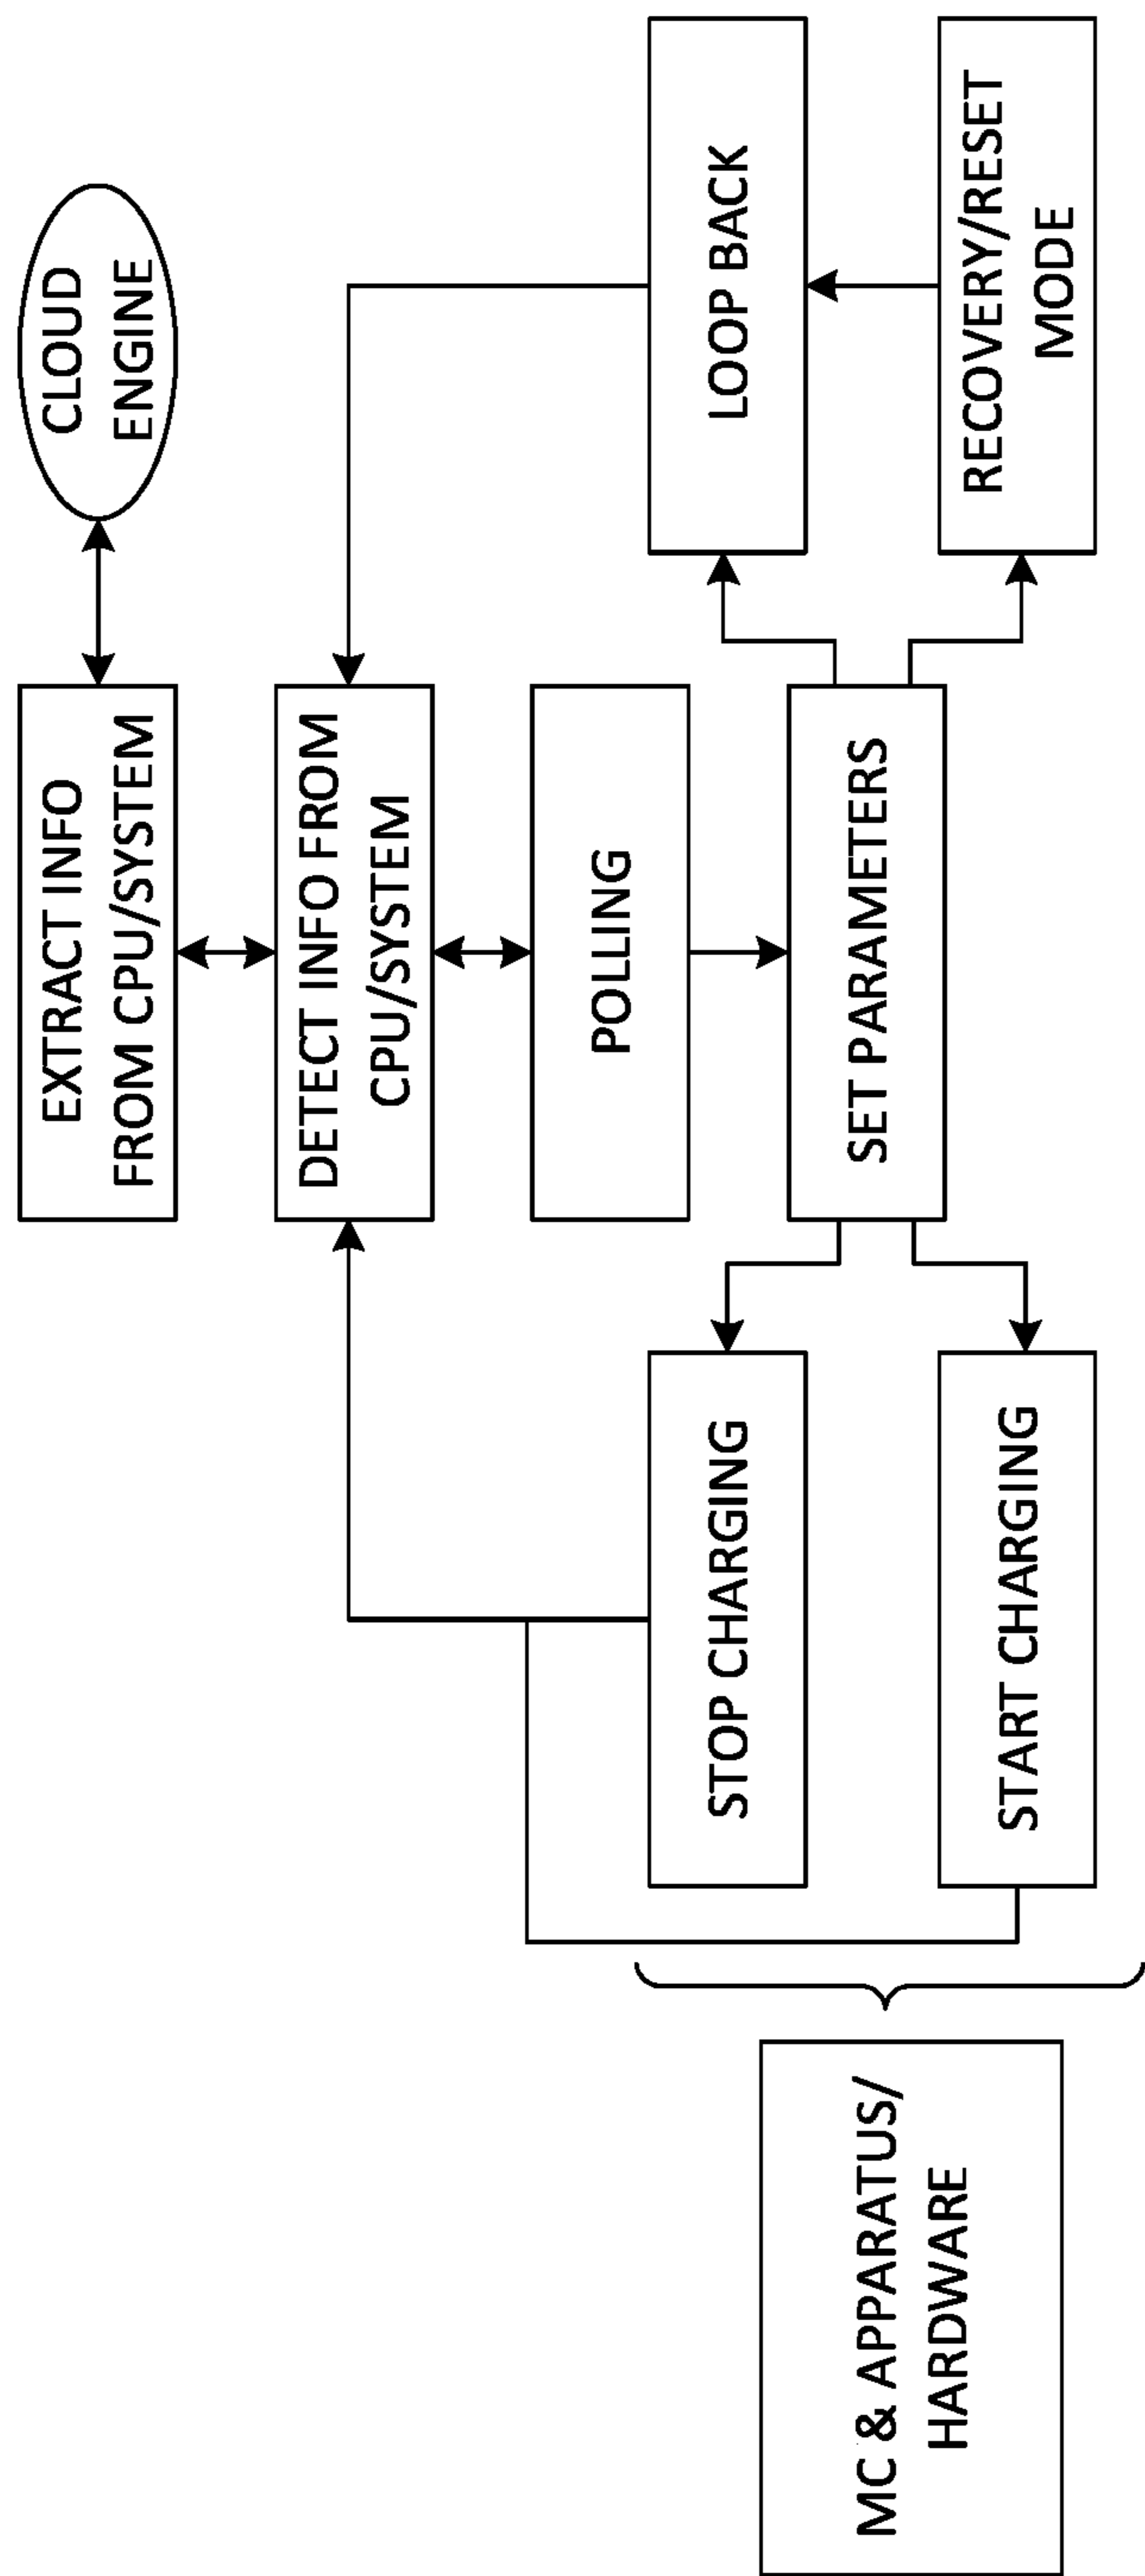 EXTRACT INFO
FROM CPU/SYSTEM
CLOUD
ENGINE
DETECT INFO FROM
CPU/SYSTEM
POLLING
STOP CHARGING
LOOP BACK
SET PARAMETERS
MC & APPARATUS/
HARDWARE
START CHARGING
RECOVERY/RESET
MODE